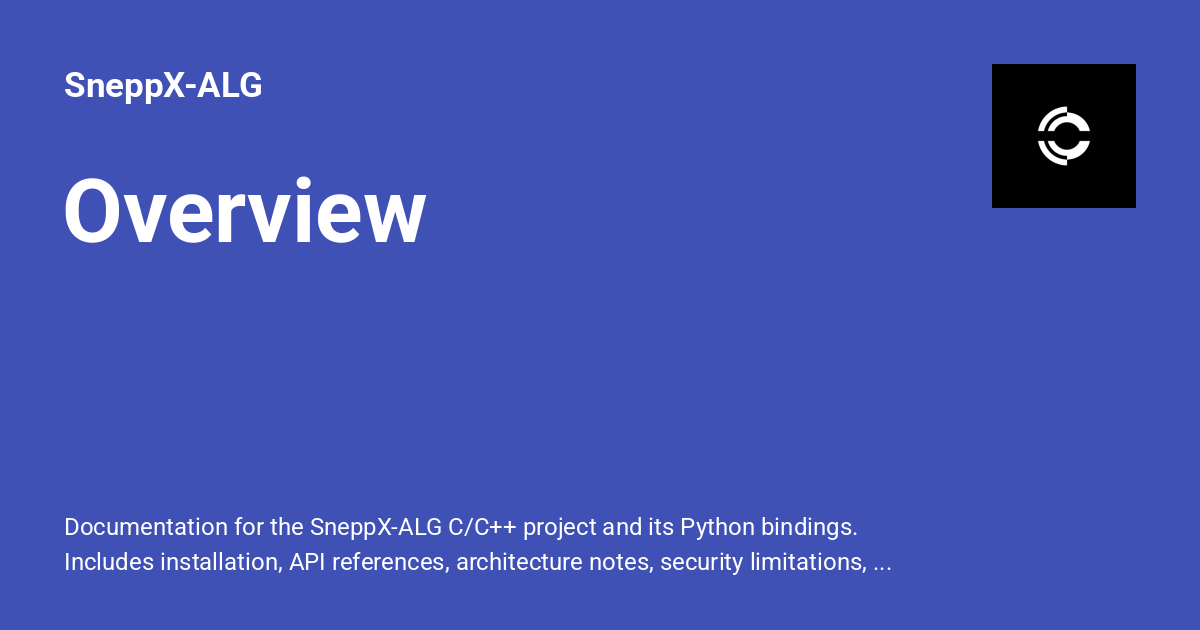 SneppX-ALG
Overview
Documentation for the SneppX-ALG C/C++ project and its Python bindings.
Includes installation, API references, architecture notes, security limitations, ...